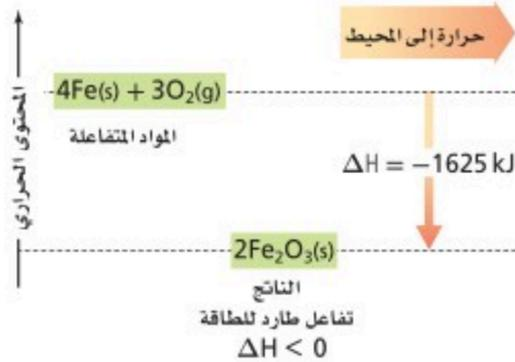 حرارة إلى المحيط
المحتوى الحراري
4Fe(s) + 3O₂(g)
المواد المتفاعلة
ΔH = −1625 kJ
2Fe₂O₃(s)
الناتج
تفاعل طارد للطاقة
ΔH < 0